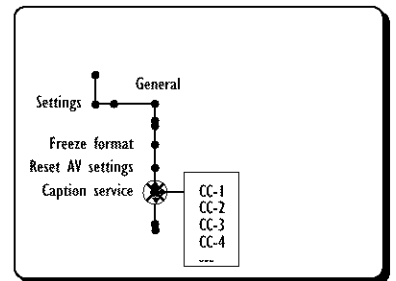 General
Settings
Freeze format
Reset AV settings
Caption service
CC-1
CC-2
CC-3
CC-4
...